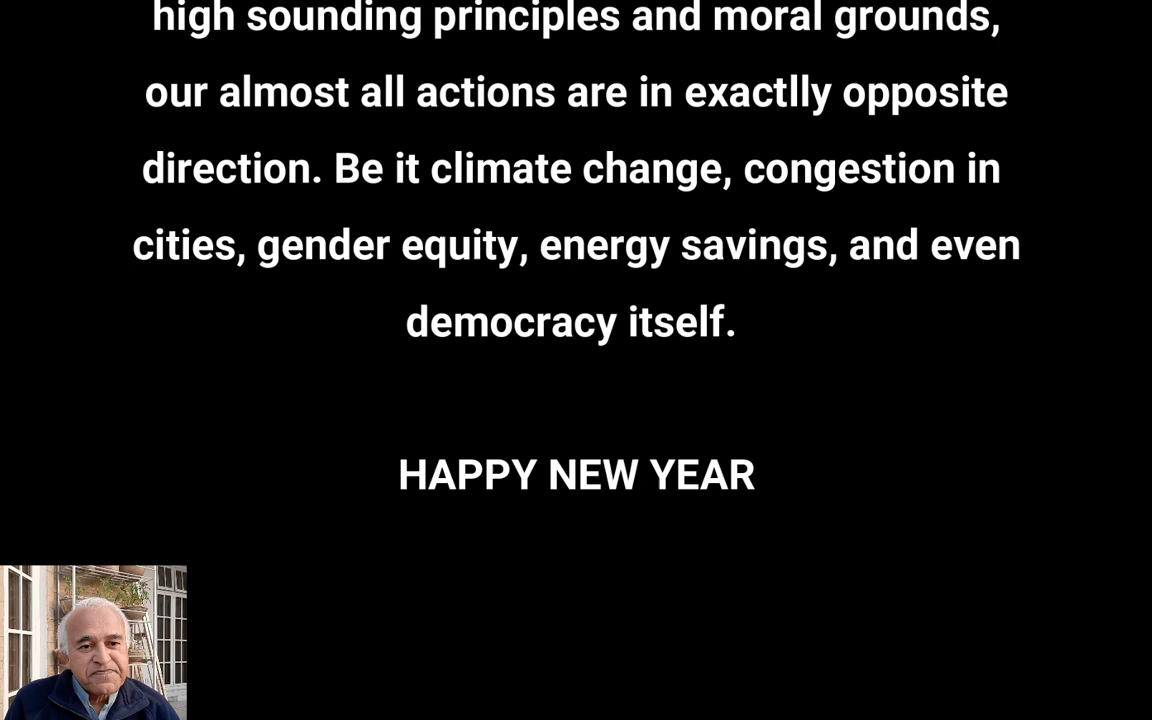 high sounding principles and moral grounds,
our almost all actions are in exactlly opposite
direction. Be it climate change, congestion in
cities, gender equity, energy savings, and even
democracy itself.
HAPPY NEW YEAR